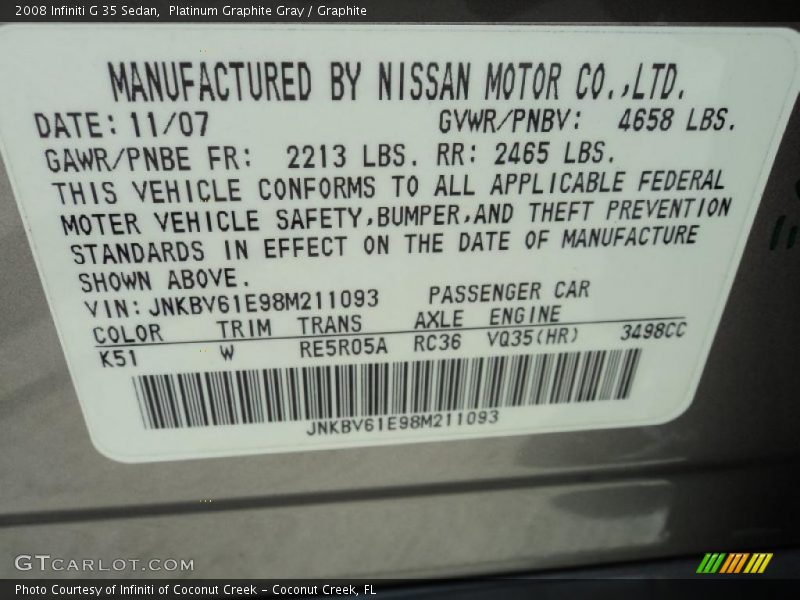 2008 Infiniti G 35 Sedan,  Platinum Graphite Gray / Graphite
MANUFACTURED BY NISSAN MOTOR CO.,LTD.
DATE: 11/07 GVWR/PNBV: 4658 LBS.
GAWR/PNBE FR: 2213 LBS. RR: 2465 LBS.
THIS VEHICLE CONFORMS TO ALL APPLICABLE FEDERAL
MOTER VEHICLE SAFETY,BUMPER,AND THEFT PREVENTION
STANDARDS IN EFFECT ON THE DATE OF MANUFACTURE
SHOWN ABOVE.
VIN: JNKBV61E98M211093 PASSENGER CAR
COLOR TRIM TRANS AXLE ENGINE
K51 W RE5R05A RC36 VQ35(HR) 3498CC
JNKBV61E98M211093
GTCARLOT.COM
Photo Courtesy of Infiniti of Coconut Creek – Coconut Creek, FL